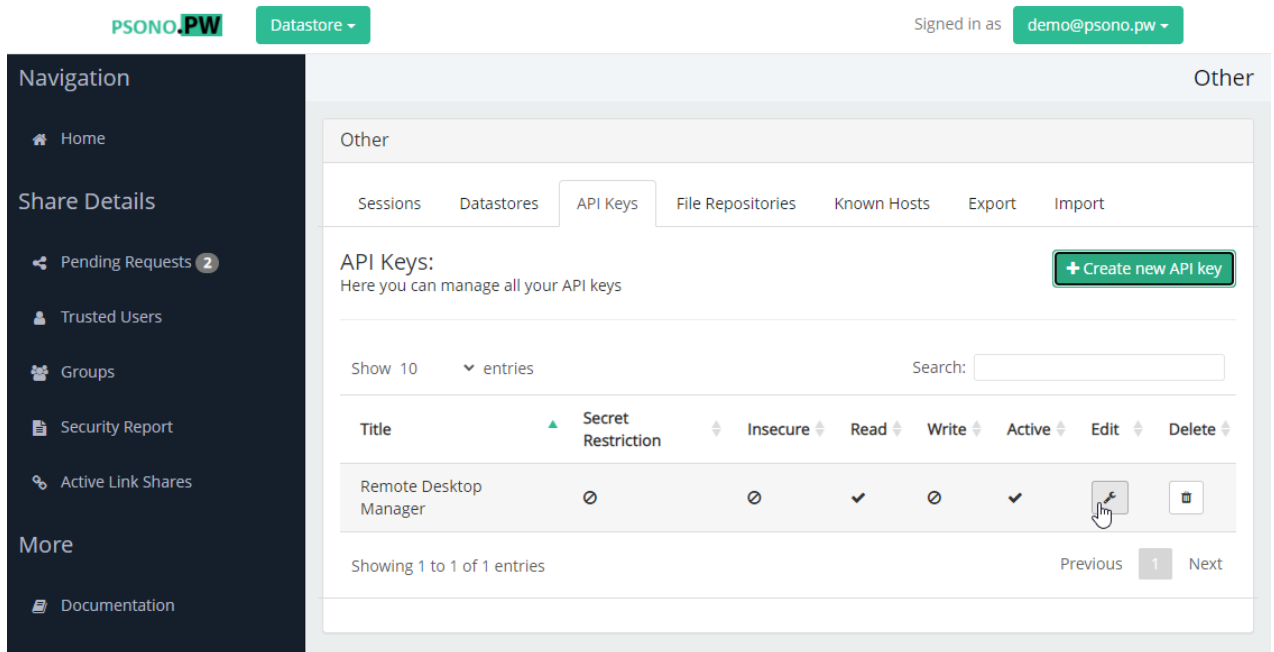 PSONO.PW
Datastore
Signed in as
demo@psono.pw
Navigation
Other
Home
Share Details
Pending Requests 2
Trusted Users
Groups
Security Report
Active Link Shares
More
Documentation
Other
Sessions Datastores API Keys File Repositories Known Hosts Export Import
API Keys:
Here you can manage all your API keys
+ Create new API key
Show 10 entries
Search:
Title Secret Restriction Insecure Read Write Active Edit Delete
Remote Desktop
Manager
Showing 1 to 1 of 1 entries
Previous 1 Next